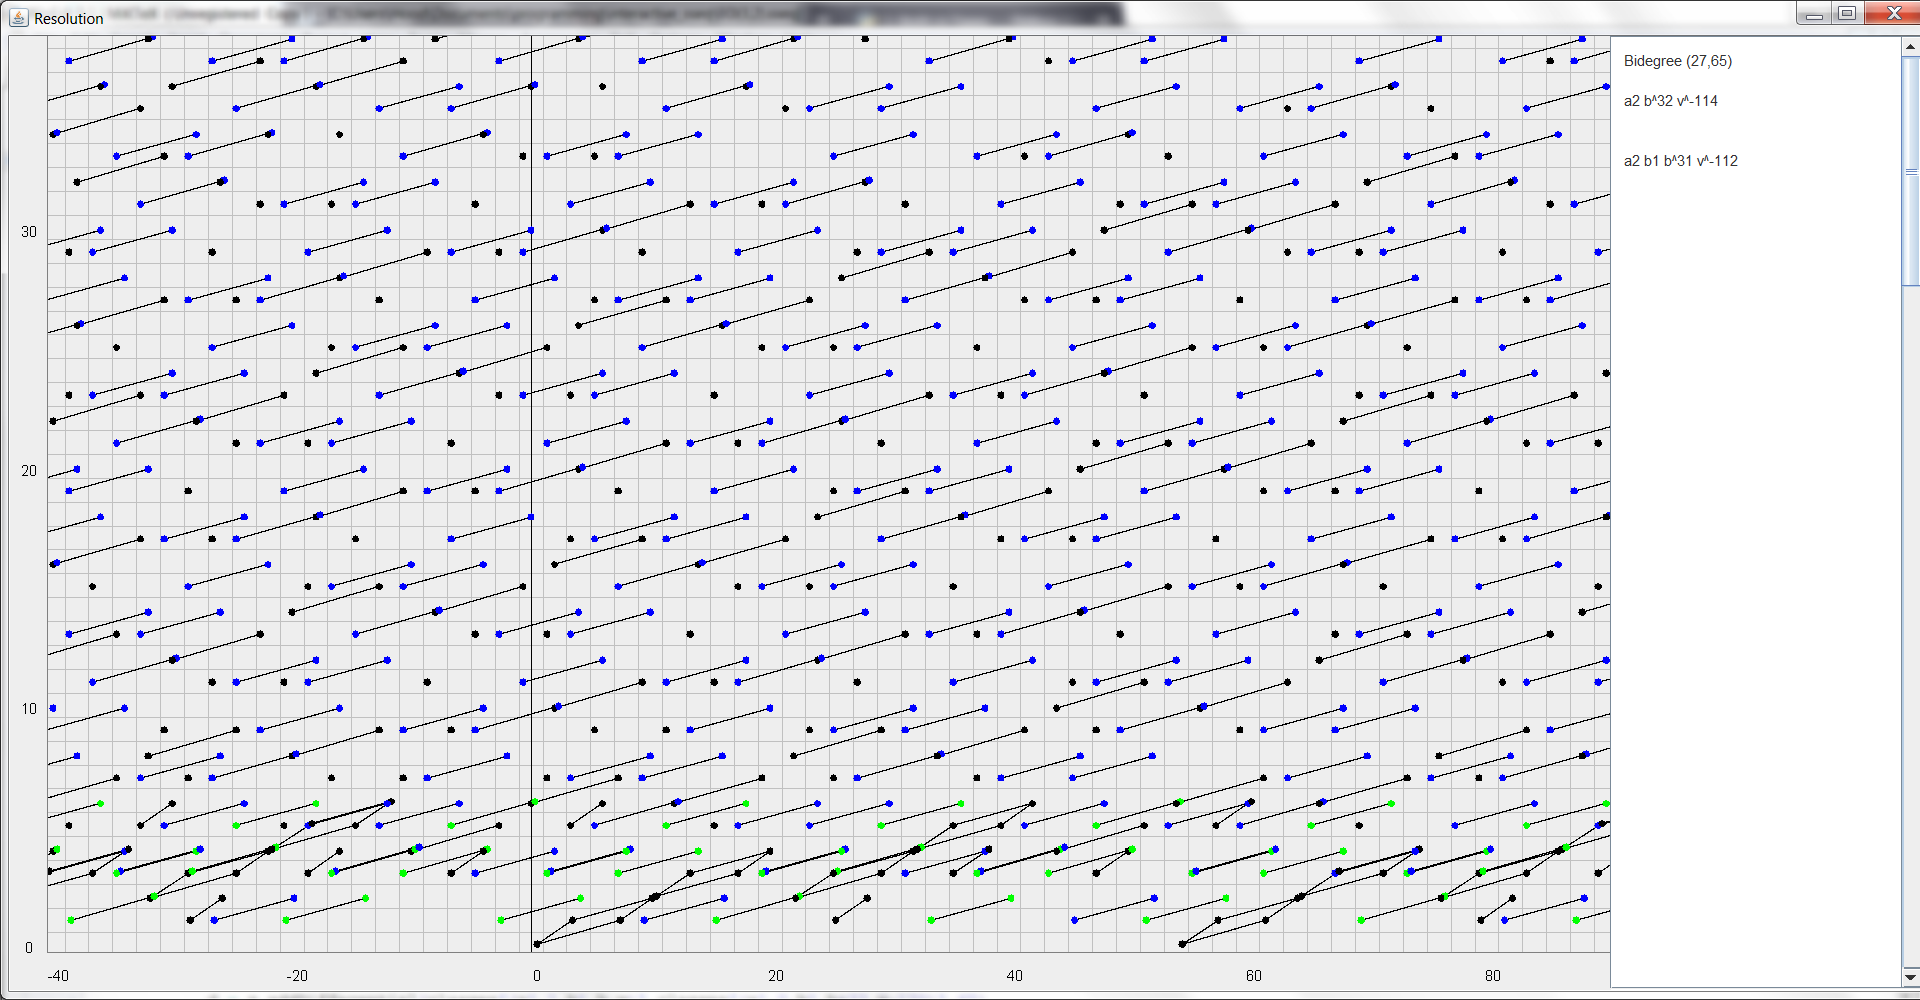 Resolution
Bidegree (27,65)
a2 b^32 v^-114
a2 b1 b^31 v^-112
30
20
10
0
-40 -20 0 20 40 60 80